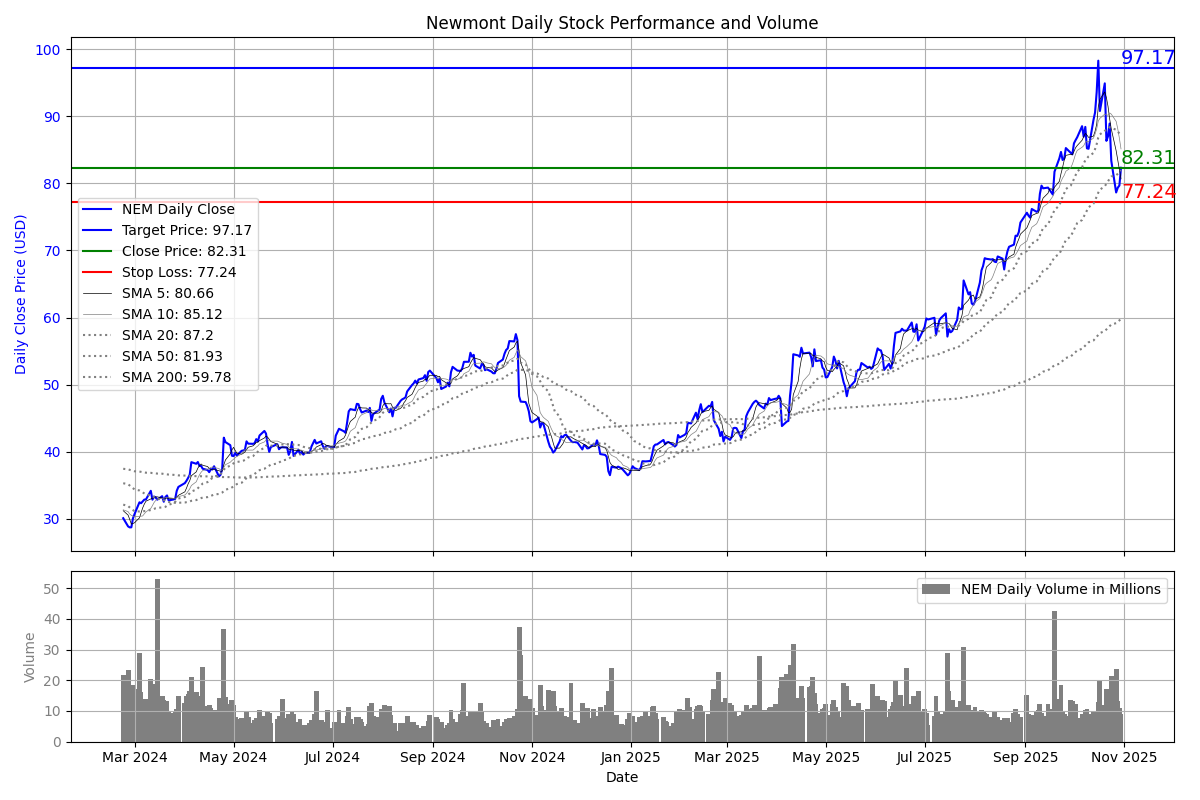 Newmont Daily Stock Performance and Volume
100
90
80
70
60
50
40
30
Daily Close Price (USD)
97.17
82.31
77.24
NEM Daily Close
Target Price: 97.17
Close Price: 82.31
Stop Loss: 77.24
SMA 5: 80.66
SMA 10: 85.12
SMA 20: 87.2
SMA 50: 81.93
SMA 200: 59.78
50
40
30
20
10
0
Volume
NEM Daily Volume in Millions
Mar 2024
May 2024
Jul 2024
Sep 2024
Nov 2024
Jan 2025
Mar 2025
May 2025
Jul 2025
Sep 2025
Nov 2025
Date